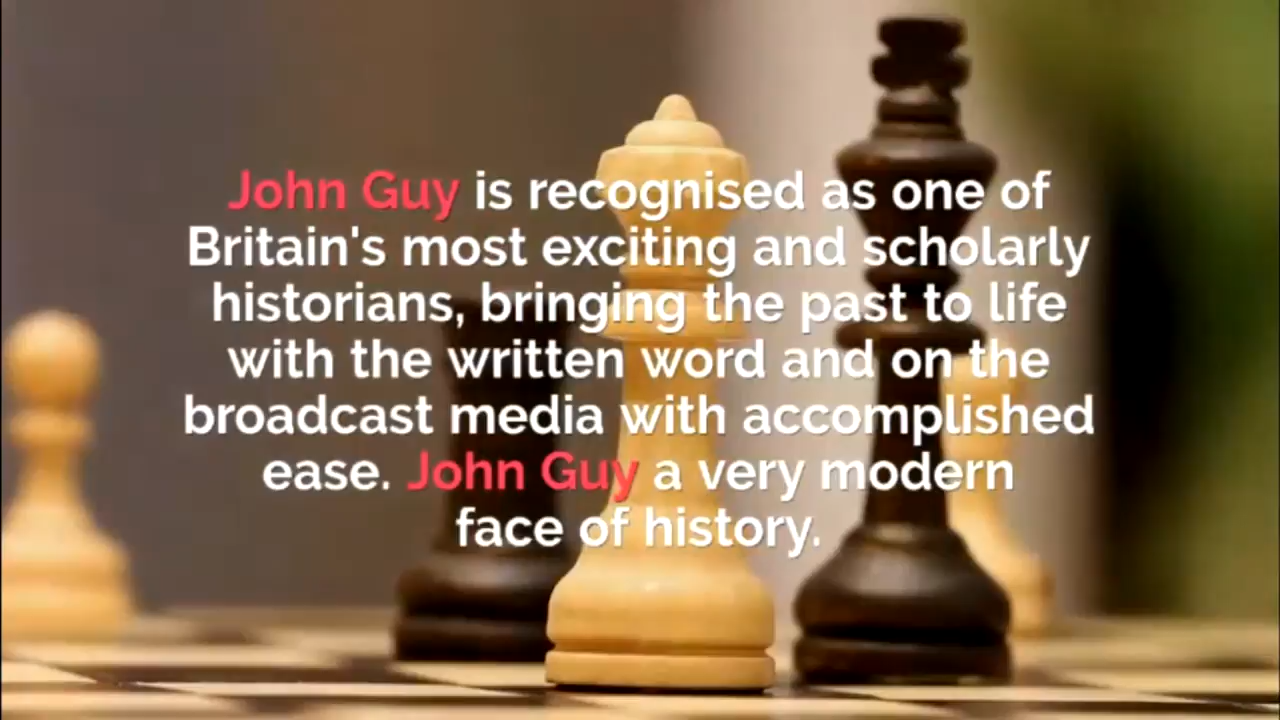 John Guy is recognised as one of
Britain's most exciting and scholarly
historians, bringing the past to life
with the written word and on the
broadcast media with accomplished
ease. John Guy a very modern
face of history.